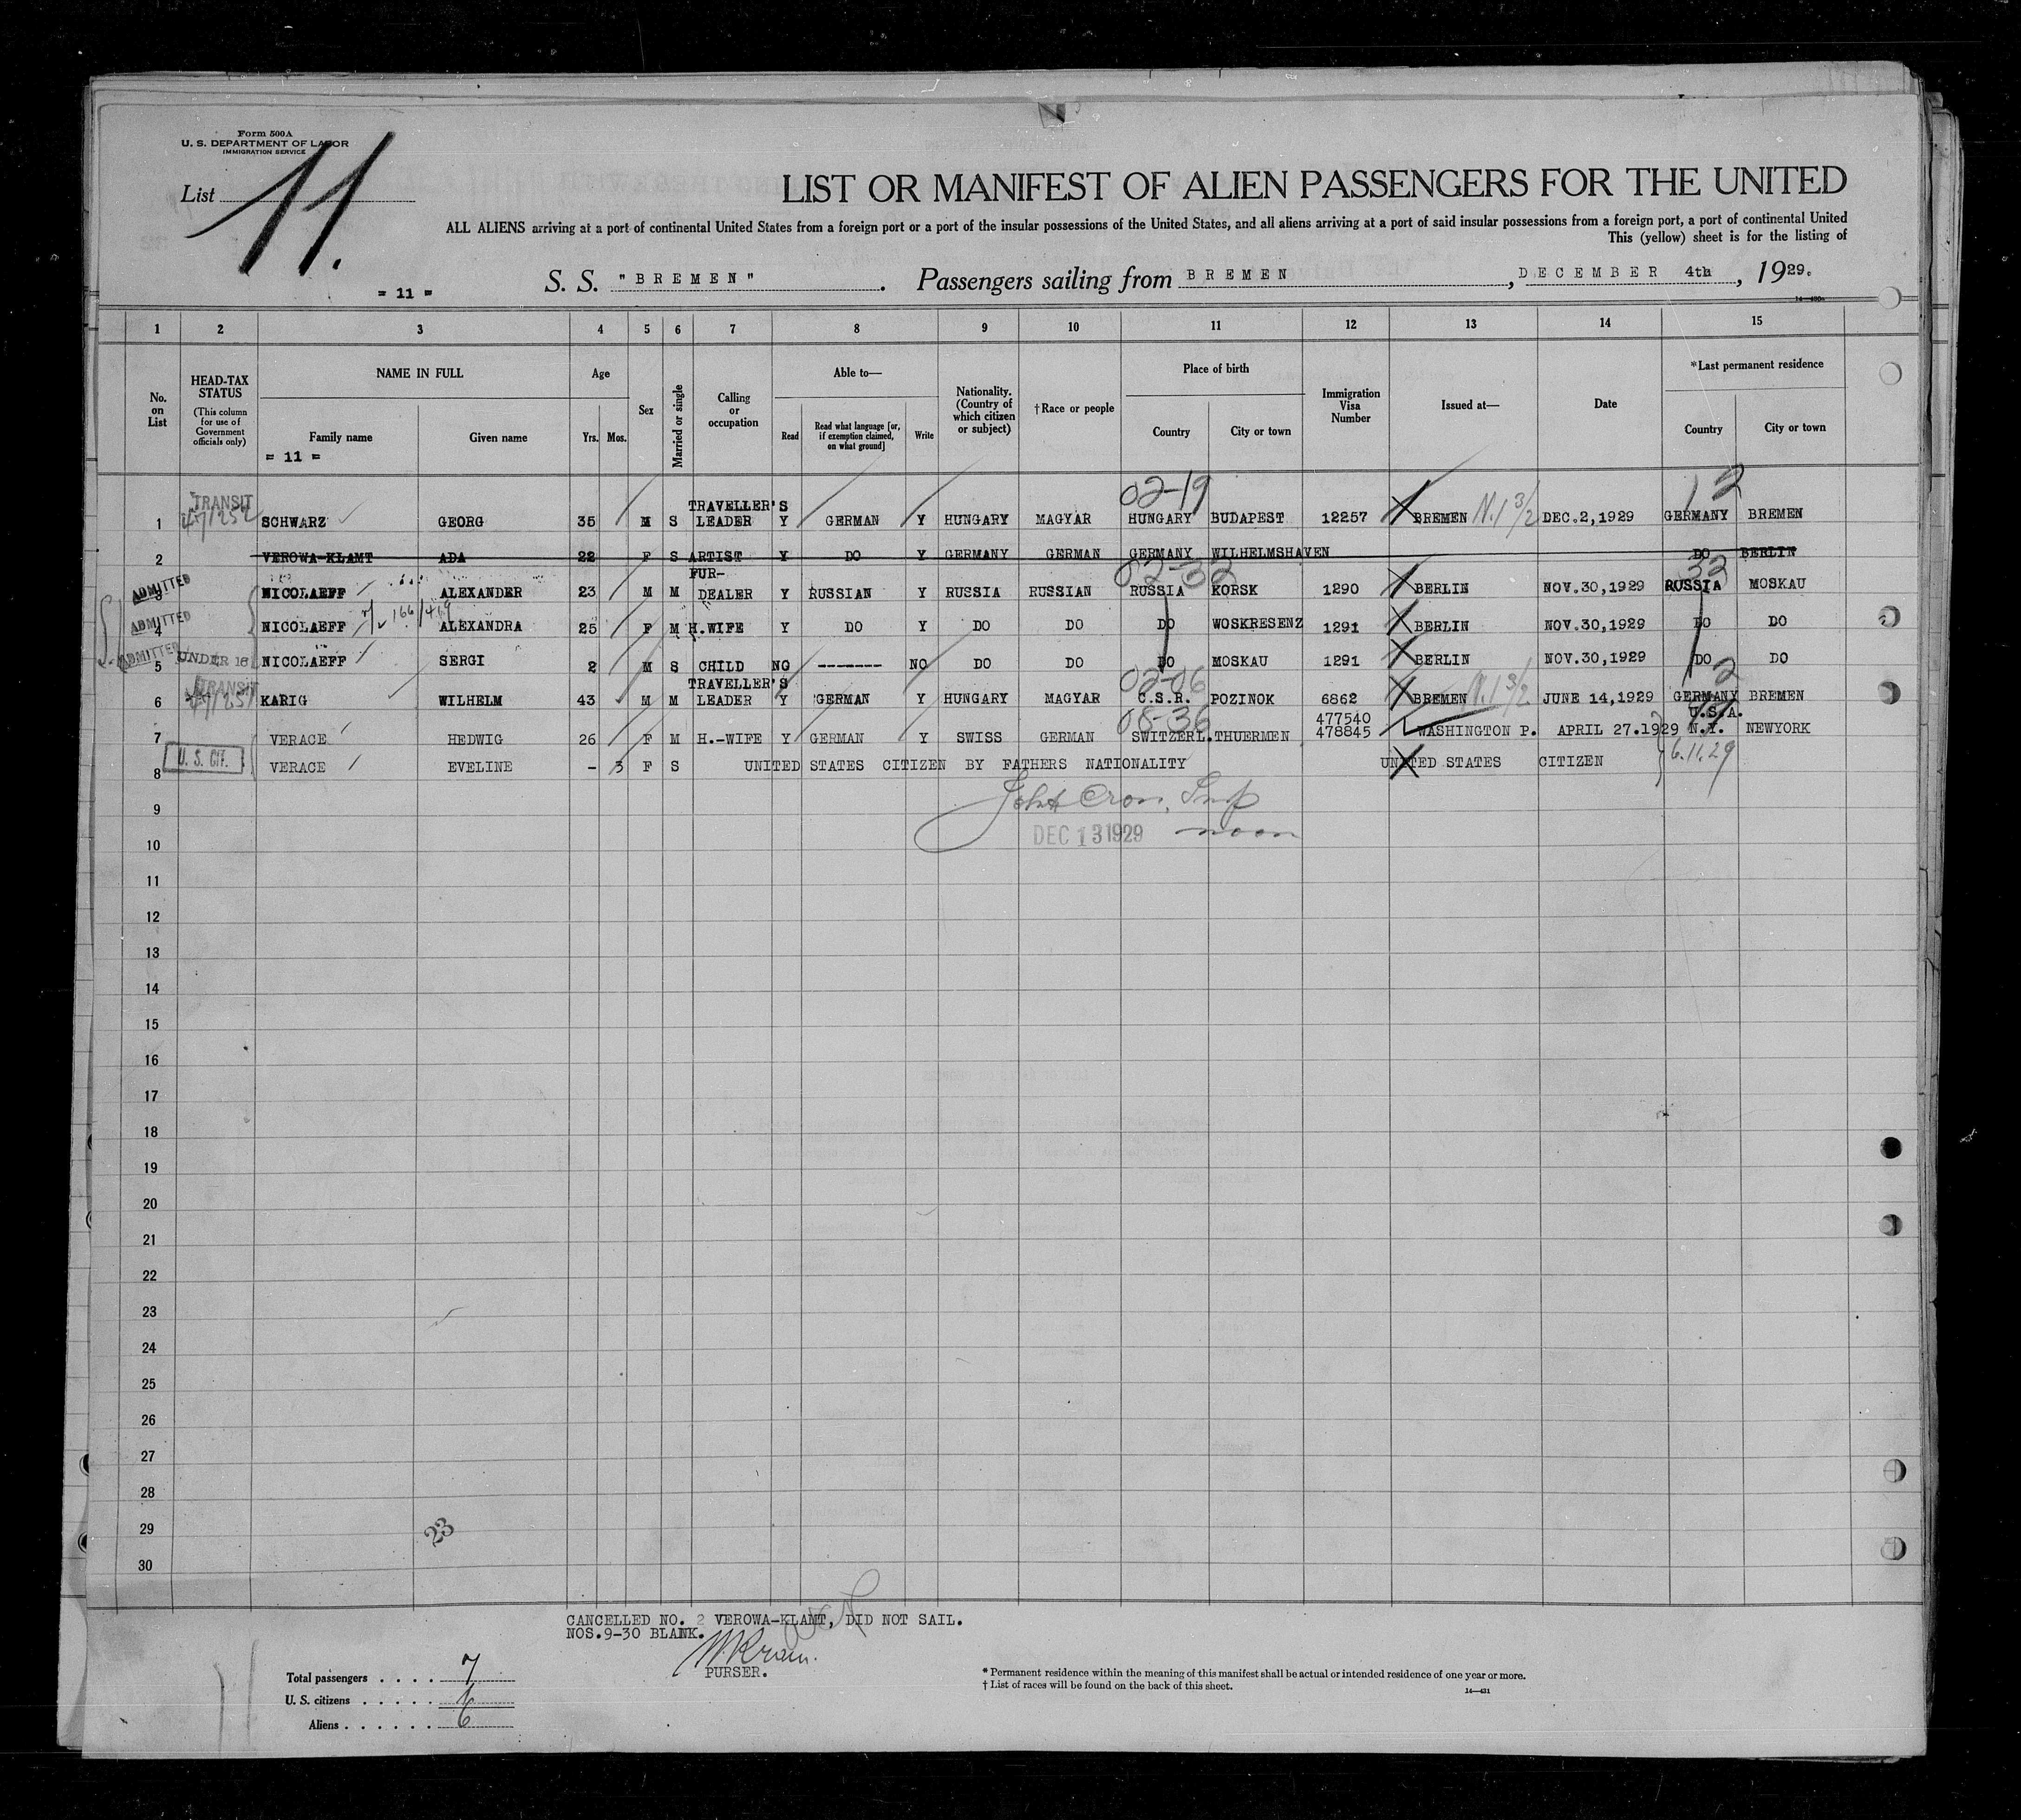 Form 500A
U. S. DEPARTMENT OF LABOR
IMMIGRATION SERVICE
List 11.
LIST OR MANIFEST OF ALIEN PASSENGERS FOR THE UNITED
ALL ALIENS arriving at a port of continental United States from a foreign port or a port of the insular possessions of the United States, and all aliens arriving at a port of said insular possessions from a foreign port, a port of continental United
This (yellow) sheet is for the listing of
= 11 = S. S. "BREMEN". Passengers sailing from BREMEN, DECEMBER 4th, 1929.
1 2 3 4 5 6 7 8 9 10 11 12 13 14 15
No. on List
HEAD-TAX STATUS
(This column for use of Government officials only)
NAME IN FULL
Family name
= 11 =
Given name
Age
Yrs. Mos.
Sex
Married or single
Calling or occupation
Able to—
Read
Read what language [or, if exemption claimed, on what ground]
Write
Nationality. (Country of which citizen or subject)
†Race or people
Place of birth
Country
City or town
Immigration Visa Number
Issued at—
Date
*Last permanent residence
Country
City or town
02-19 12
TRANSIT
1 SCHWARZ GEORG 35 M S TRAVELLER'S LEADER Y GERMAN Y HUNGARY MAGYAR HUNGARY BUDAPEST 12257 BREMEN DEC.2,1929 GERMANY BREMEN
2 VEROWA-KLAMT ADA 22 F S ARTIST Y DO Y GERMANY GERMAN GERMANY WILHELMSHAVEN DO BERLIN
02-32 33
ADMITTED
3 NICOLAEFF ALEXANDER 23 M M FUR-DEALER Y RUSSIAN Y RUSSIA RUSSIAN RUSSIA KORSK 1290 BERLIN NOV.30,1929 RUSSIA MOSKAU
ADMITTED
4 NICOLAEFF ALEXANDRA 25 F M H.WIFE Y DO Y DO DO DO WOSKRESENZ 1291 BERLIN NOV.30,1929 DO DO
ADMITTED UNDER 16
5 NICOLAEFF SERGI 2 M S CHILD NO -------- NO DO DO DO MOSKAU 1291 BERLIN NOV.30,1929 DO DO
02-06 2
TRANSIT
6 KARIG WILHELM 43 M M TRAVELLER'S LEADER Y GERMAN Y HUNGARY MAGYAR C.S.R. POZINOK 6862 BREMEN JUNE 14,1929 GERMANY BREMEN
08-36 477540 U.S.A.
7 VERACE HEDWIG 26 F M H.-WIFE Y GERMAN Y SWISS GERMAN SWITZERL. THUERMEN 478845 WASHINGTON P. APRIL 27.1929 N.Y. NEWYORK
U. S. CIT.
8 VERACE EVELINE - 3 F S UNITED STATES CITIZEN BY FATHERS NATIONALITY UNITED STATES CITIZEN 6.11.29
9
DEC 13 1929 noon
10
11
12
13
14
15
16
17
18
19
20
21
22
23
24
25
26
27
28
29
23
30
CANCELLED NO. 2 VEROWA-KLAMT, DID NOT SAIL.
NOS.9-30 BLANK.
PURSER.
Total passengers . . . . 7
U. S. citizens . . . . . 1
Aliens . . . . . . 6
* Permanent residence within the meaning of this manifest shall be actual or intended residence of one year or more.
† List of races will be found on the back of this sheet.
14—431